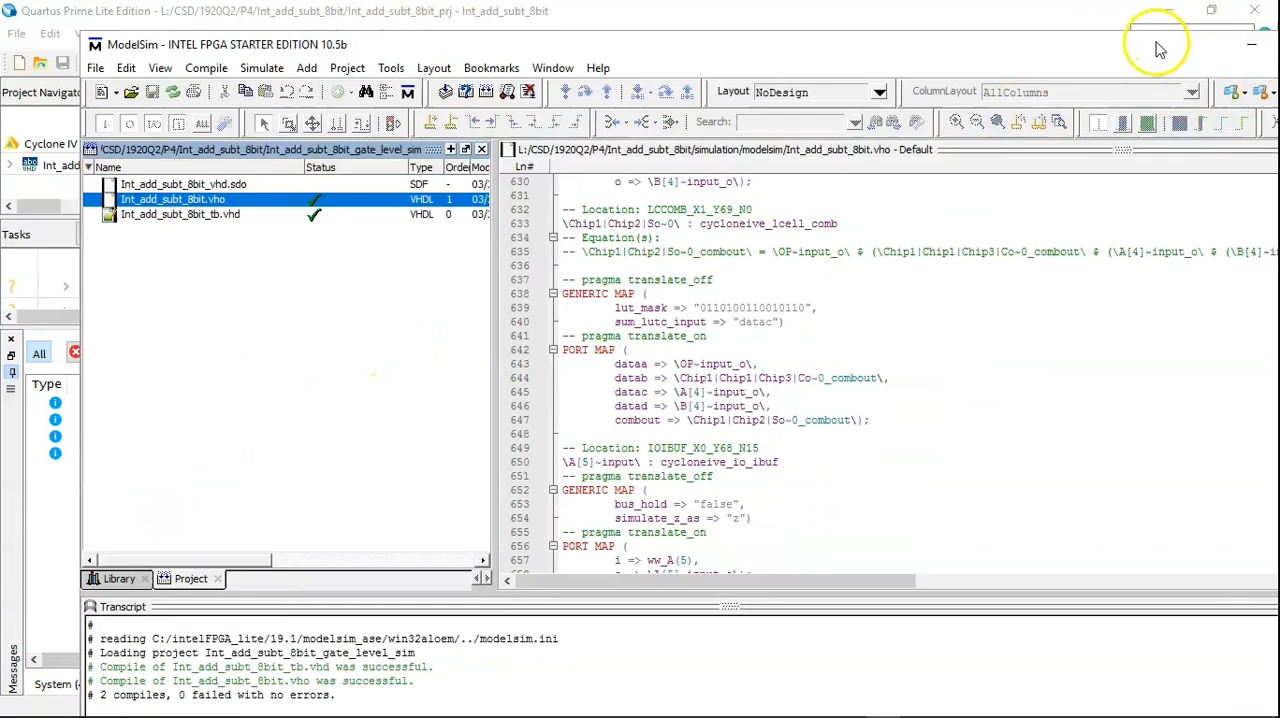 Quartus Prime Lite Edition - L:/CSD/1920Q2/P4/Int_add_subt_8bit/Int_add_subt_8bit_prj - Int_add_subt_8bit
File Ed
ModelSim - INTEL FPGA STARTER EDITION 10.5b
File Edit View Compile Simulate Add Project Tools Layout Bookmarks Window Help
Project Navigato
Layout NoDesign
ColumnLayout AllColumns
Search:
Cyclone IV
Int_ad
Tasks
All
Type
Messages
System (
'CSD/1920Q2/P4/Int_add_subt_8bit/Int_add_subt_8bit_gate_level_sim
Name Status Type Order Mo
Int_add_subt_8bit_vhd.sdo SDF - 03/
Int_add_subt_8bit.vho VHDL 1 03/
Int_add_subt_8bit_tb.vhd VHDL 0 03/
Library Project
L:/CSD/1920Q2/P4/Int_add_subt_8bit/simulation/modelsim/Int_add_subt_8bit.vho - Default
Ln#
630 o => \B[4]~input_o\);
631
632 -- Location: LCCOMB_X1_Y69_N0
633 \Chip1|Chip2|So~0\ : cycloneive_lcell_comb
634 -- Equation(s):
635 -- \Chip1|Chip2|So~0_combout\ = \OP~input_o\ $ (\Chip1|Chip1|Chip3|Co~0_combout\ $ (\A[4]~input_o\ $ (\B[4]~in
636
637 -- pragma translate_off
638 GENERIC MAP (
639 lut_mask => "0110100110010110",
640 sum_lutc_input => "datac")
641 -- pragma translate_on
642 PORT MAP (
643 dataa => \OP~input_o\,
644 datab => \Chip1|Chip1|Chip3|Co~0_combout\,
645 datac => \A[4]~input_o\,
646 datad => \B[4]~input_o\,
647 combout => \Chip1|Chip2|So~0_combout\);
648
649 -- Location: IOIBUF_X0_Y68_N15
650 \A[5]~input\ : cycloneive_io_ibuf
651 -- pragma translate_off
652 GENERIC MAP (
653 bus_hold => "false",
654 simulate_z_as => "z")
655 -- pragma translate_on
656 PORT MAP (
657 i => ww_A(5),
Transcript
#
# reading C:/intelFPGA_lite/19.1/modelsim_ase/win32aloem/../modelsim.ini
# Loading project Int_add_subt_8bit_gate_level_sim
# Compile of Int_add_subt_8bit_tb.vhd was successful.
# Compile of Int_add_subt_8bit.vho was successful.
# 2 compiles, 0 failed with no errors.